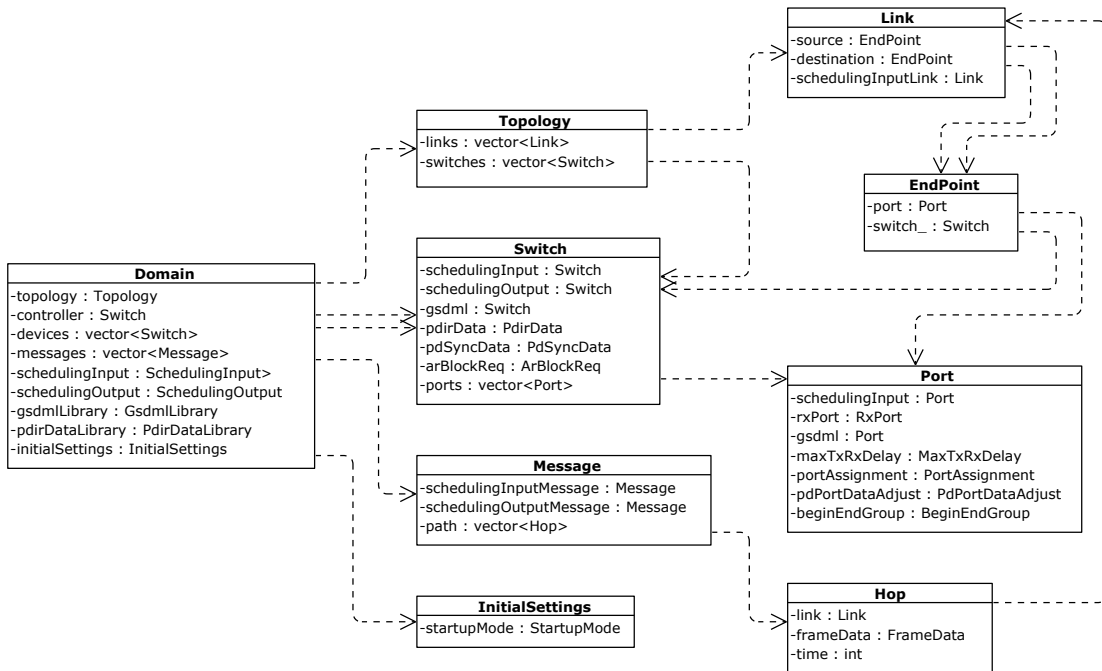 Link
-source : EndPoint
-destination : EndPoint
-schedulingInputLink : Link
Topology
-links : vector<Link>
-switches : vector<Switch>
EndPoint
-port : Port
-switch_ : Switch
Switch
-schedulingInput : Switch
-schedulingOutput : Switch
-gsdml : Switch
-pdirData : PdirData
-pdSyncData : PdSyncData
-arBlockReq : ArBlockReq
-ports : vector<Port>
Domain
-topology : Topology
-controller : Switch
-devices : vector<Switch>
-messages : vector<Message>
-schedulingInput : SchedulingInput>
-schedulingOutput : SchedulingOutput
-gsdmlLibrary : GsdmlLibrary
-pdirDataLibrary : PdirDataLibrary
-initialSettings : InitialSettings
Port
-schedulingInput : Port
-rxPort : RxPort
-gsdml : Port
-maxTxRxDelay : MaxTxRxDelay
-portAssignment : PortAssignment
-pdPortDataAdjust : PdPortDataAdjust
-beginEndGroup : BeginEndGroup
Message
-schedulingInputMessage : Message
-schedulingOutputMessage : Message
-path : vector<Hop>
InitialSettings
-startupMode : StartupMode
Hop
-link : Link
-frameData : FrameData
-time : int